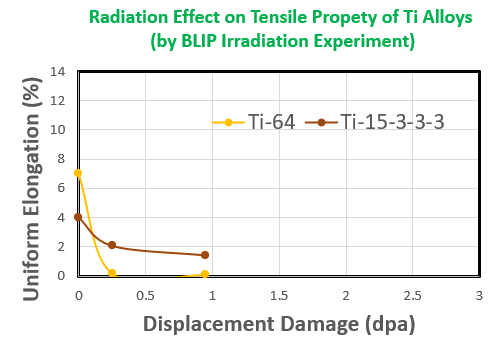 Radiation Effect on Tensile Propety of Ti Alloys
(by BLIP Irradiation Experiment)
Uniform Elongation (%)
14
12
10
8
6
4
2
0
Ti-64 Ti-15-3-3-3
0 0.5 1 1.5 2 2.5 3
Displacement Damage (dpa)